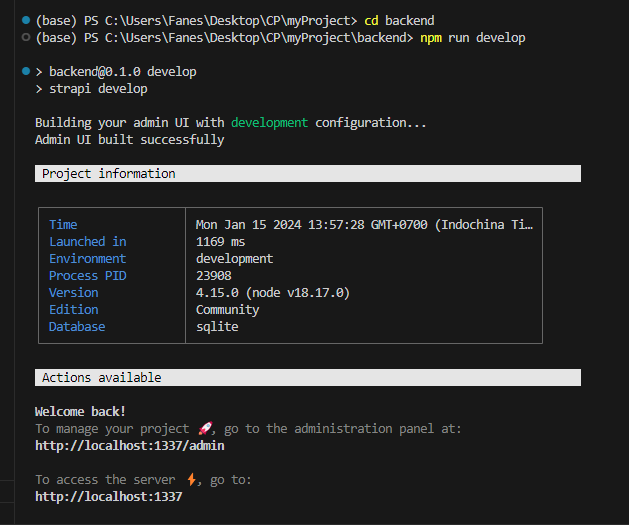 (base) PS C:\Users\Fanes\Desktop\CP\myProject> cd backend
(base) PS C:\Users\Fanes\Desktop\CP\myProject\backend> npm run develop
> backend@0.1.0 develop
> strapi develop
Building your admin UI with development configuration...
Admin UI built successfully
Project information
Time Mon Jan 15 2024 13:57:28 GMT+0700 (Indochina Ti…
Launched in 1169 ms
Environment development
Process PID 23908
Version 4.15.0 (node v18.17.0)
Edition Community
Database sqlite
Actions available
Welcome back!
To manage your project 🚀, go to the administration panel at:
http://localhost:1337/admin
To access the server ⚡, go to:
http://localhost:1337